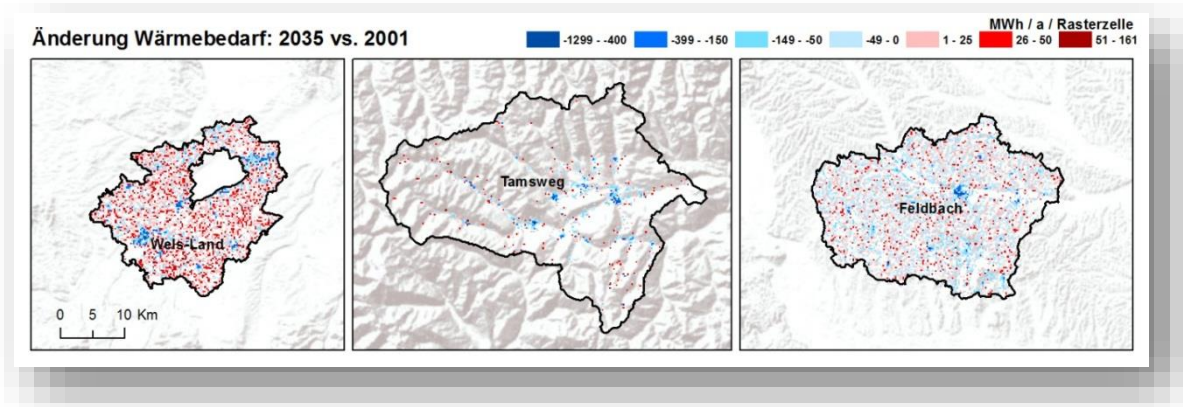 MWh / a / Rasterzelle
Änderung Wärmebedarf: 2035 vs. 2001
-1299 - -400 -399 - -150 -149 - -50 -49 - 0 1 - 25 26 - 50 51 - 161
Tamsweg
Feldbach
Wels-Land
0 5 10 Km